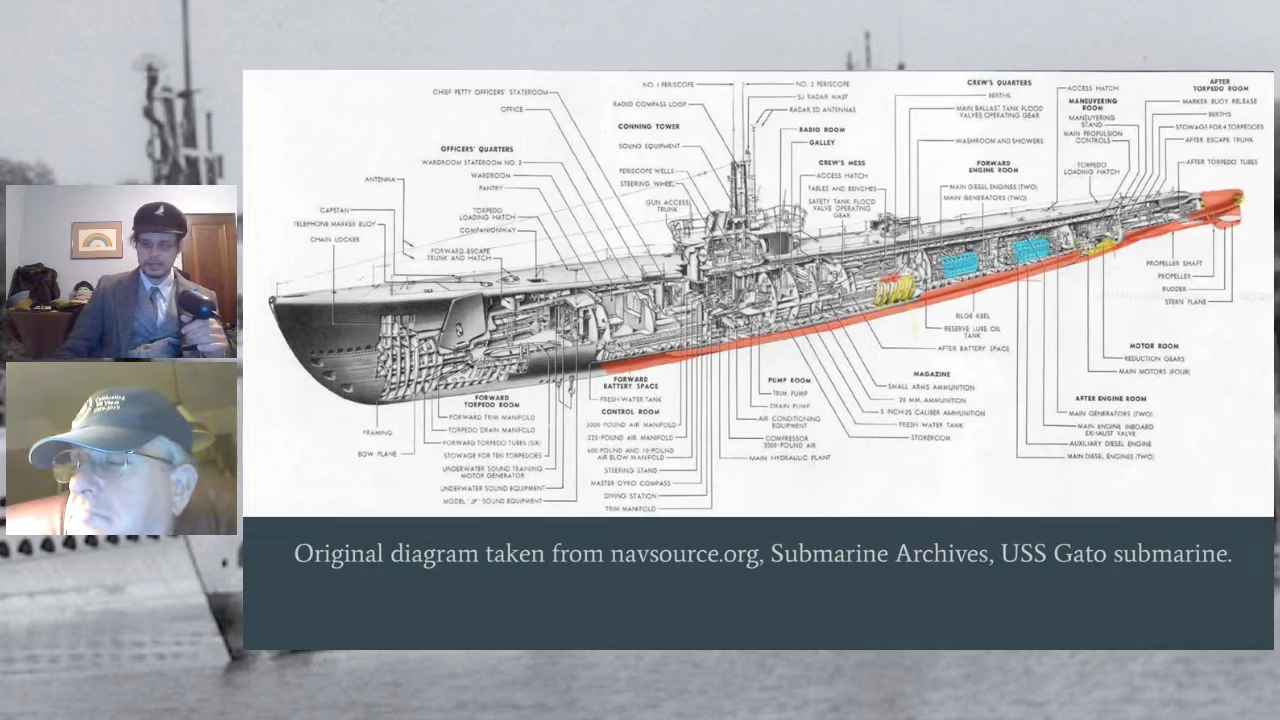 CHIEF PETTY OFFICERS' STATEROOM
OFFICE
OFFICERS' QUARTERS
WARDROOM STATEROOM NO. 2
WARDROOM
PANTRY
ANTENNA
TORPEDO
LOADING HATCH
COMPANIONWAY
CAPSTAN
TELEPHONE MARKER BUOY
CHAIN LOCKER
FORWARD ESCAPE
TRUNK AND HATCH
NO. 1 PERISCOPE
RADIO COMPASS LOOP
CONNING TOWER
SOUND EQUIPMENT
PERISCOPE WELLS
STEERING WHEEL
GUN ACCESS
TRUNK
NO. 2 PERISCOPE
SJ RADAR MAST
RADAR SD ANTENNAS
RADIO ROOM
GALLEY
CREW'S MESS
ACCESS HATCH
TABLES AND BENCHES
SAFETY TANK FLOOD
VALVE OPERATING
GEAR
CREW'S QUARTERS
BERTHS
MAIN BALLAST TANK FLOOD
VALVES OPERATING GEAR
WASHROOM AND SHOWERS
FORWARD
ENGINE ROOM
MAIN DIESEL ENGINES (TWO)
MAIN GENERATORS (TWO)
ACCESS HATCH
MANEUVERING
ROOM
MANEUVERING
STAND
MAIN PROPULSION
CONTROLS
TORPEDO
LOADING HATCH
AFTER
TORPEDO ROOM
MARKER BUOY RELEASE
BERTHS
STOWAGE FOR 4 TORPEDOES
AFTER ESCAPE TRUNK
AFTER TORPEDO TUBES
PROPELLER SHAFT
PROPELLER
RUDDER
STERN PLANE
BILGE KEEL
RESERVE LUBE OIL
TANK
AFTER BATTERY SPACE
MOTOR ROOM
REDUCTION GEARS
MAIN MOTORS (FOUR)
MAGAZINE
SMALL ARMS AMMUNITION
20 MM. AMMUNITION
5 INCH-25 CALIBER AMMUNITION
FRESH WATER TANK
STOREROOM
AFTER ENGINE ROOM
MAIN GENERATORS (TWO)
MAIN ENGINE INBOARD
EXHAUST VALVE
AUXILIARY DIESEL ENGINE
MAIN DIESEL ENGINES (TWO)
PUMP ROOM
TRIM PUMP
DRAIN PUMP
AIR CONDITIONING
EQUIPMENT
COMPRESSOR
3000-POUND AIR
MAIN HYDRAULIC PLANT
FORWARD
BATTERY SPACE
FRESH WATER TANK
CONTROL ROOM
3000 POUND AIR MANIFOLD
225-POUND AIR MANIFOLD
600 POUND AND 10-POUND
AIR BLOW MANIFOLD
STEERING STAND
MASTER GYRO COMPASS
DIVING STATION
TRIM MANIFOLD
FORWARD
TORPEDO ROOM
FORWARD TRIM MANIFOLD
TORPEDO DRAIN MANIFOLD
FORWARD TORPEDO TUBES (SIX)
STOWAGE FOR TEN TORPEDOES
UNDERWATER SOUND TRAINING
MOTOR GENERATOR
UNDERWATER SOUND EQUIPMENT
MODEL "JP" SOUND EQUIPMENT
FRAMING
BOW PLANE
Original diagram taken from navsource.org, Submarine Archives, USS Gato submarine.